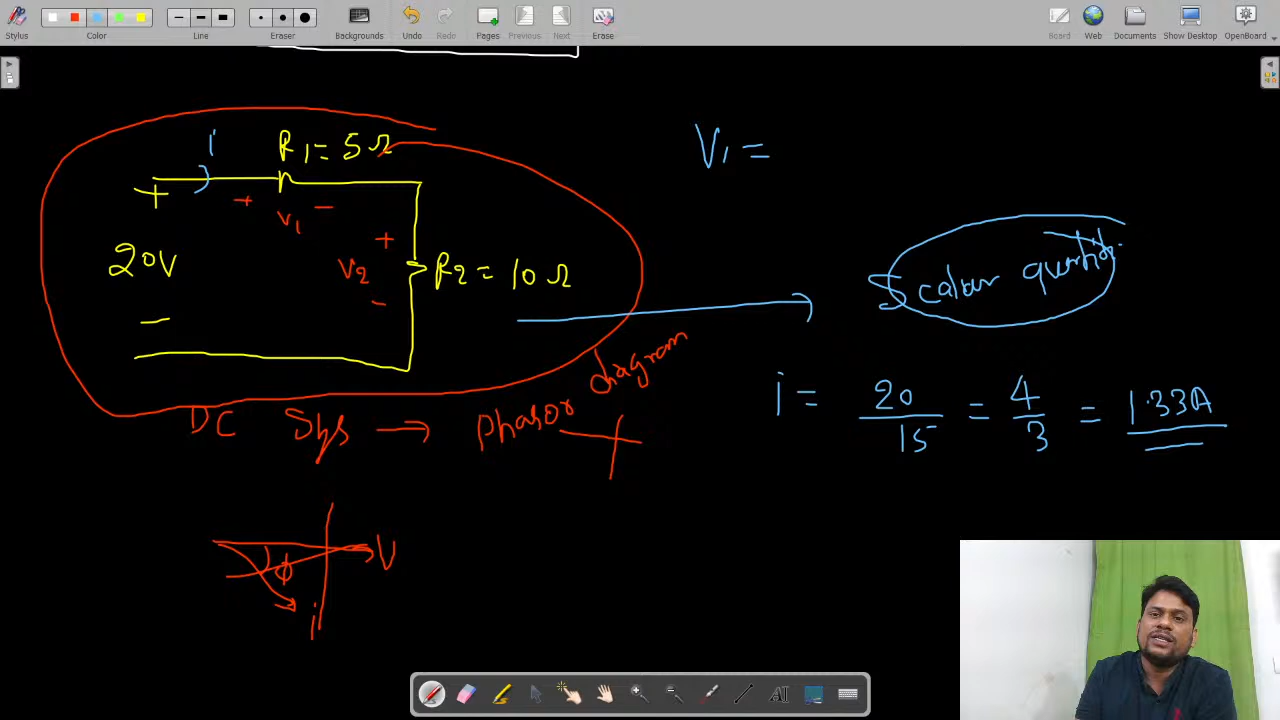 Stylus Color Line Eraser Backgrounds Undo Redo Pages Previous Next Erase Board Web Documents Show Desktop OpenBoard
i R1 = 5 Ω
V1 =
+ + V1 −
20V
+ V2 −
R2 = 10 Ω
−
Scalar quantiti
i = 20/15 = 4/3 = 1.33A
DC Sys → Phasor diagram
V
ϕ
i